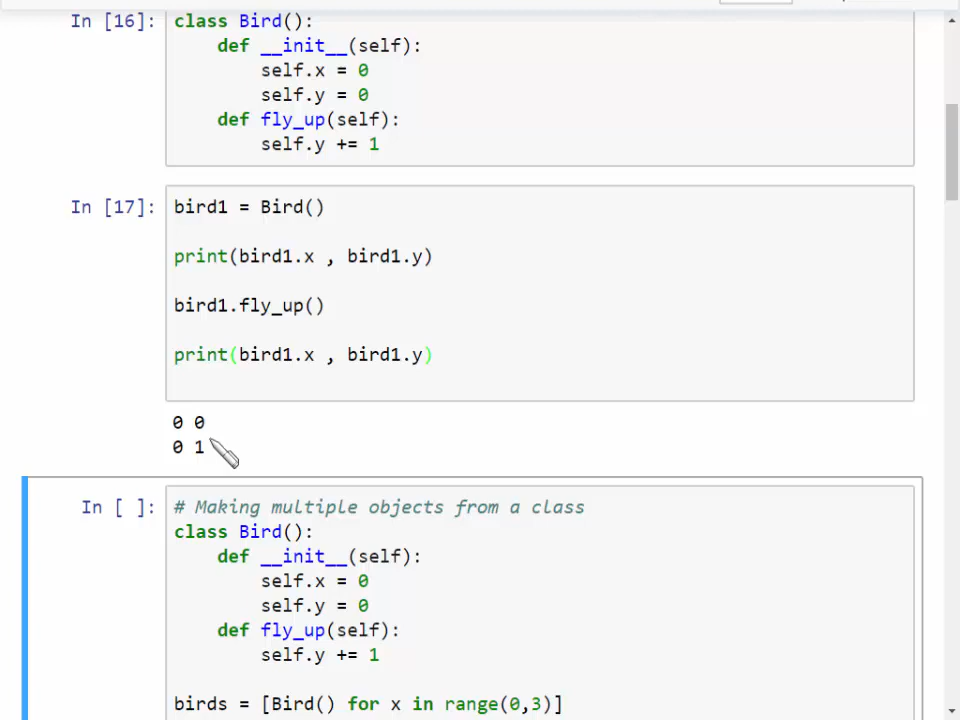 In [16]: class Bird():
    def __init__(self):
        self.x = 0
        self.y = 0
    def fly_up(self):
        self.y += 1
In [17]: bird1 = Bird()
print(bird1.x , bird1.y)
bird1.fly_up()
print(bird1.x , bird1.y)
0 0
0 1
In [ ]: # Making multiple objects from a class
class Bird():
    def __init__(self):
        self.x = 0
        self.y = 0
    def fly_up(self):
        self.y += 1
birds = [Bird() for x in range(0,3)]